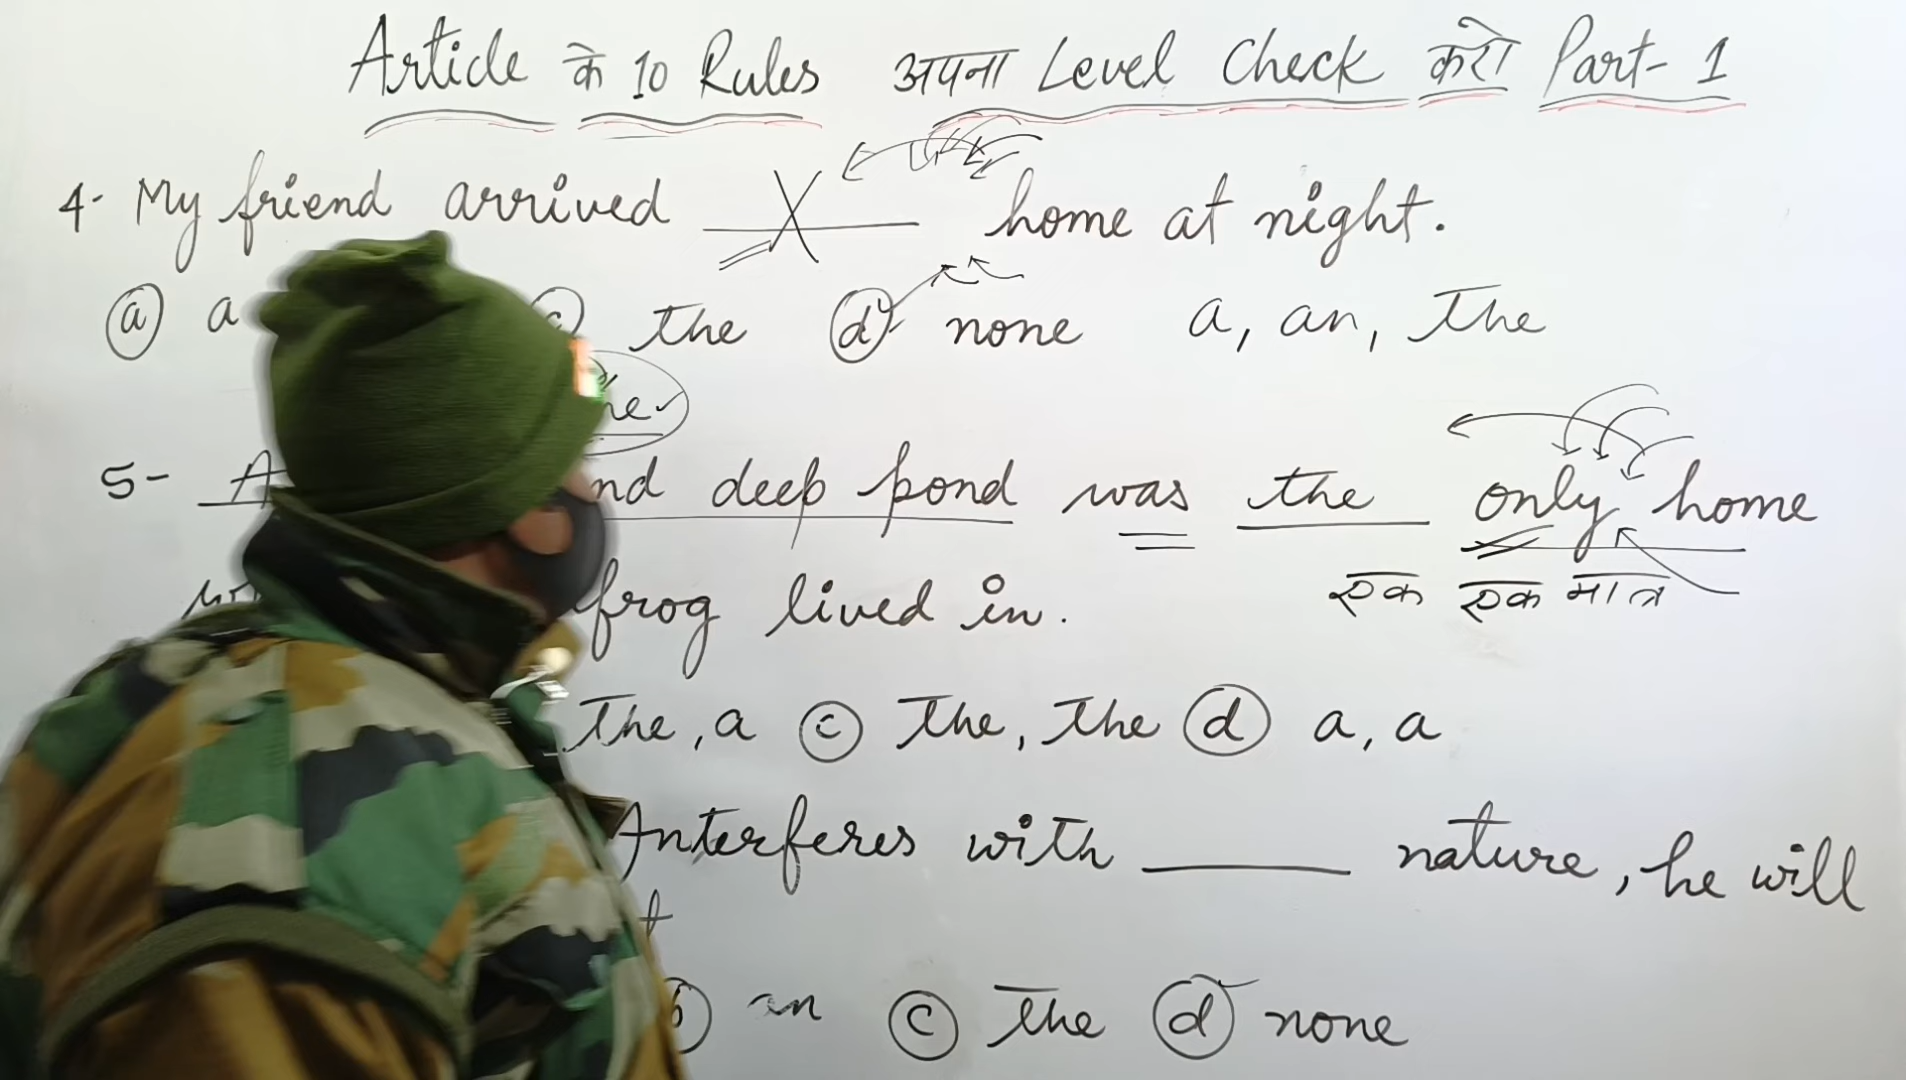 Article के 10 Rules अपना Level Check करो Part- 1
4- My friend arrived X home at night.
ⓐ a the ⓓ none a, an, The
5- A nd deep pond was the only home
एक एक मात्र
frog lived in.
The, a ⓒ The, The ⓓ a, a
Interferes with ____ nature, he will
an ⓒ The ⓓ none